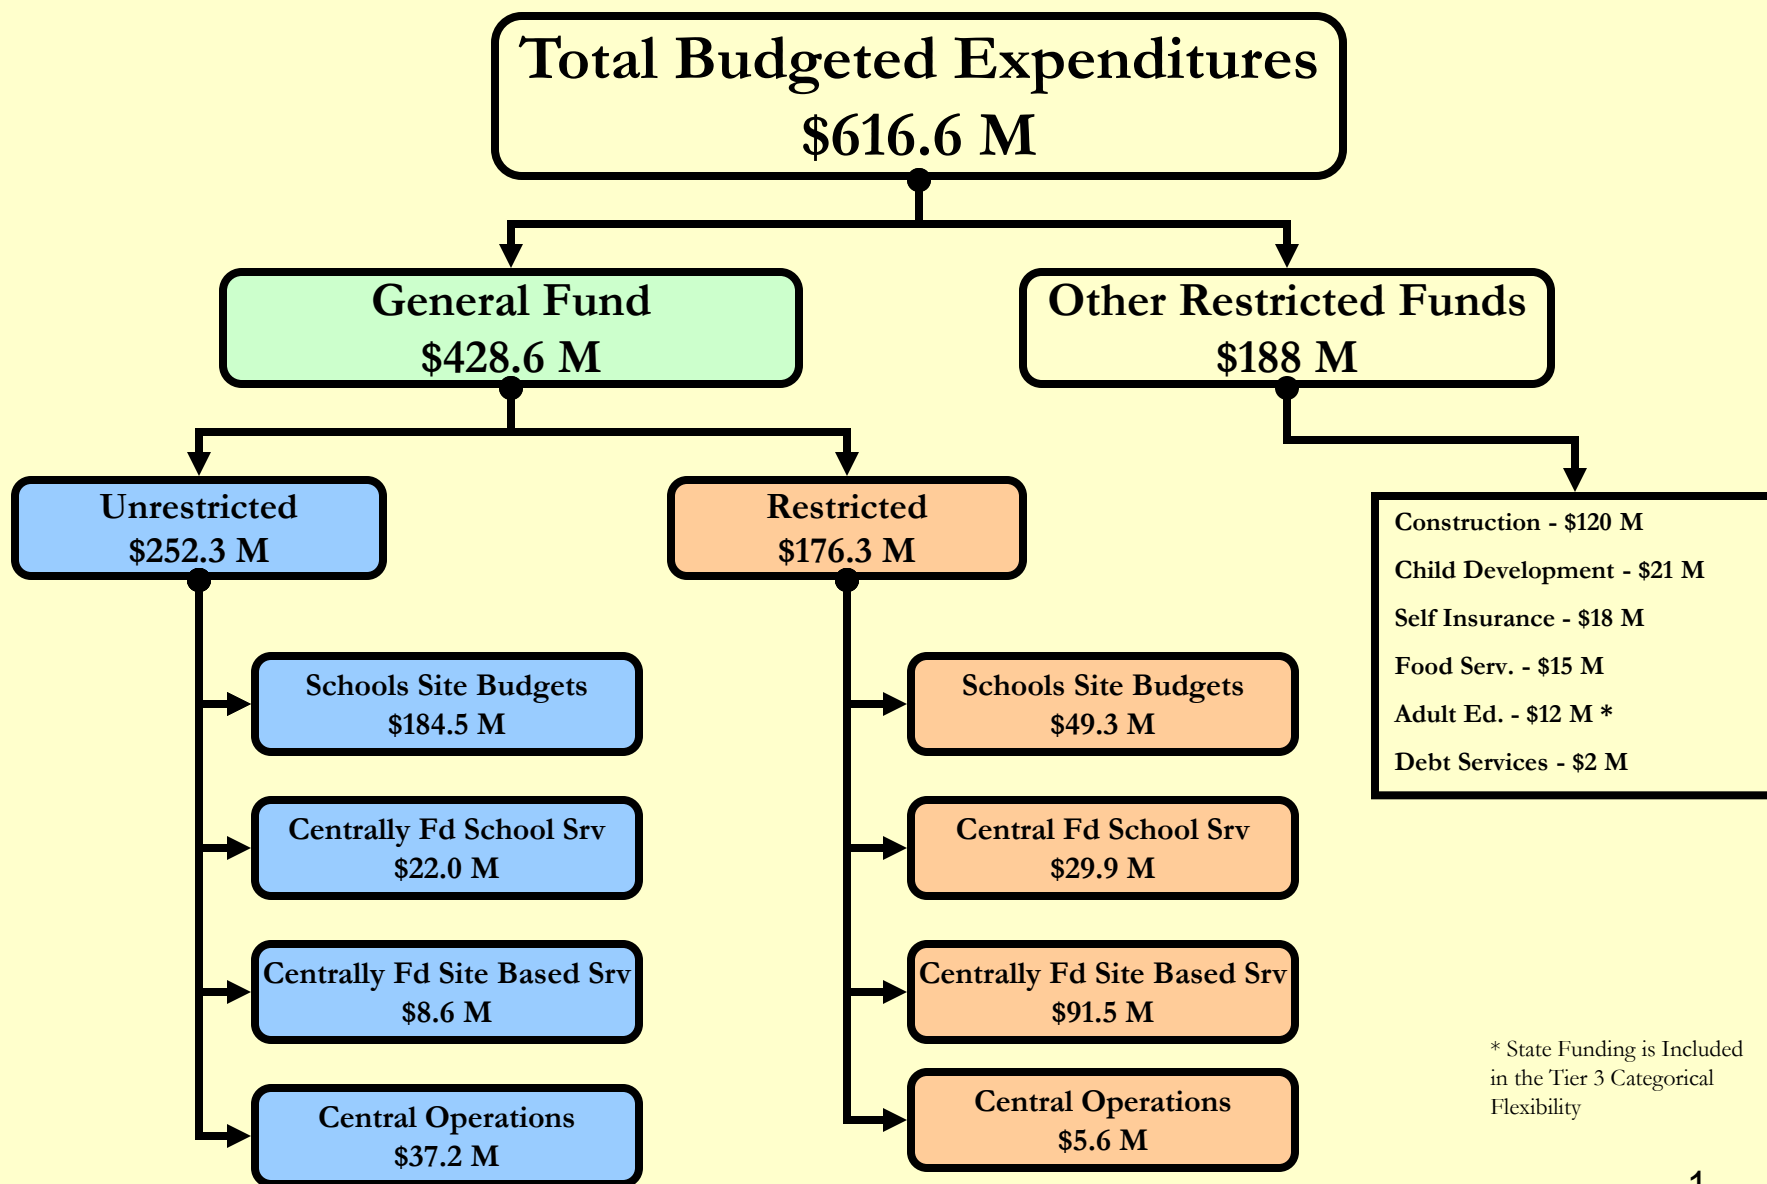 Total Budgeted Expenditures
$616.6 M
General Fund
$428.6 M
Other Restricted Funds
$188 M
Unrestricted
$252.3 M
Restricted
$176.3 M
Construction - $120 M
Child Development - $21 M
Self Insurance - $18 M
Food Serv. - $15 M
Adult Ed. - $12 M *
Debt Services - $2 M
Schools Site Budgets
$184.5 M
Centrally Fd School Srv
$22.0 M
Centrally Fd Site Based Srv
$8.6 M
Central Operations
$37.2 M
Schools Site Budgets
$49.3 M
Central Fd School Srv
$29.9 M
Centrally Fd Site Based Srv
$91.5 M
Central Operations
$5.6 M
* State Funding is Included
in the Tier 3 Categorical
Flexibility
1